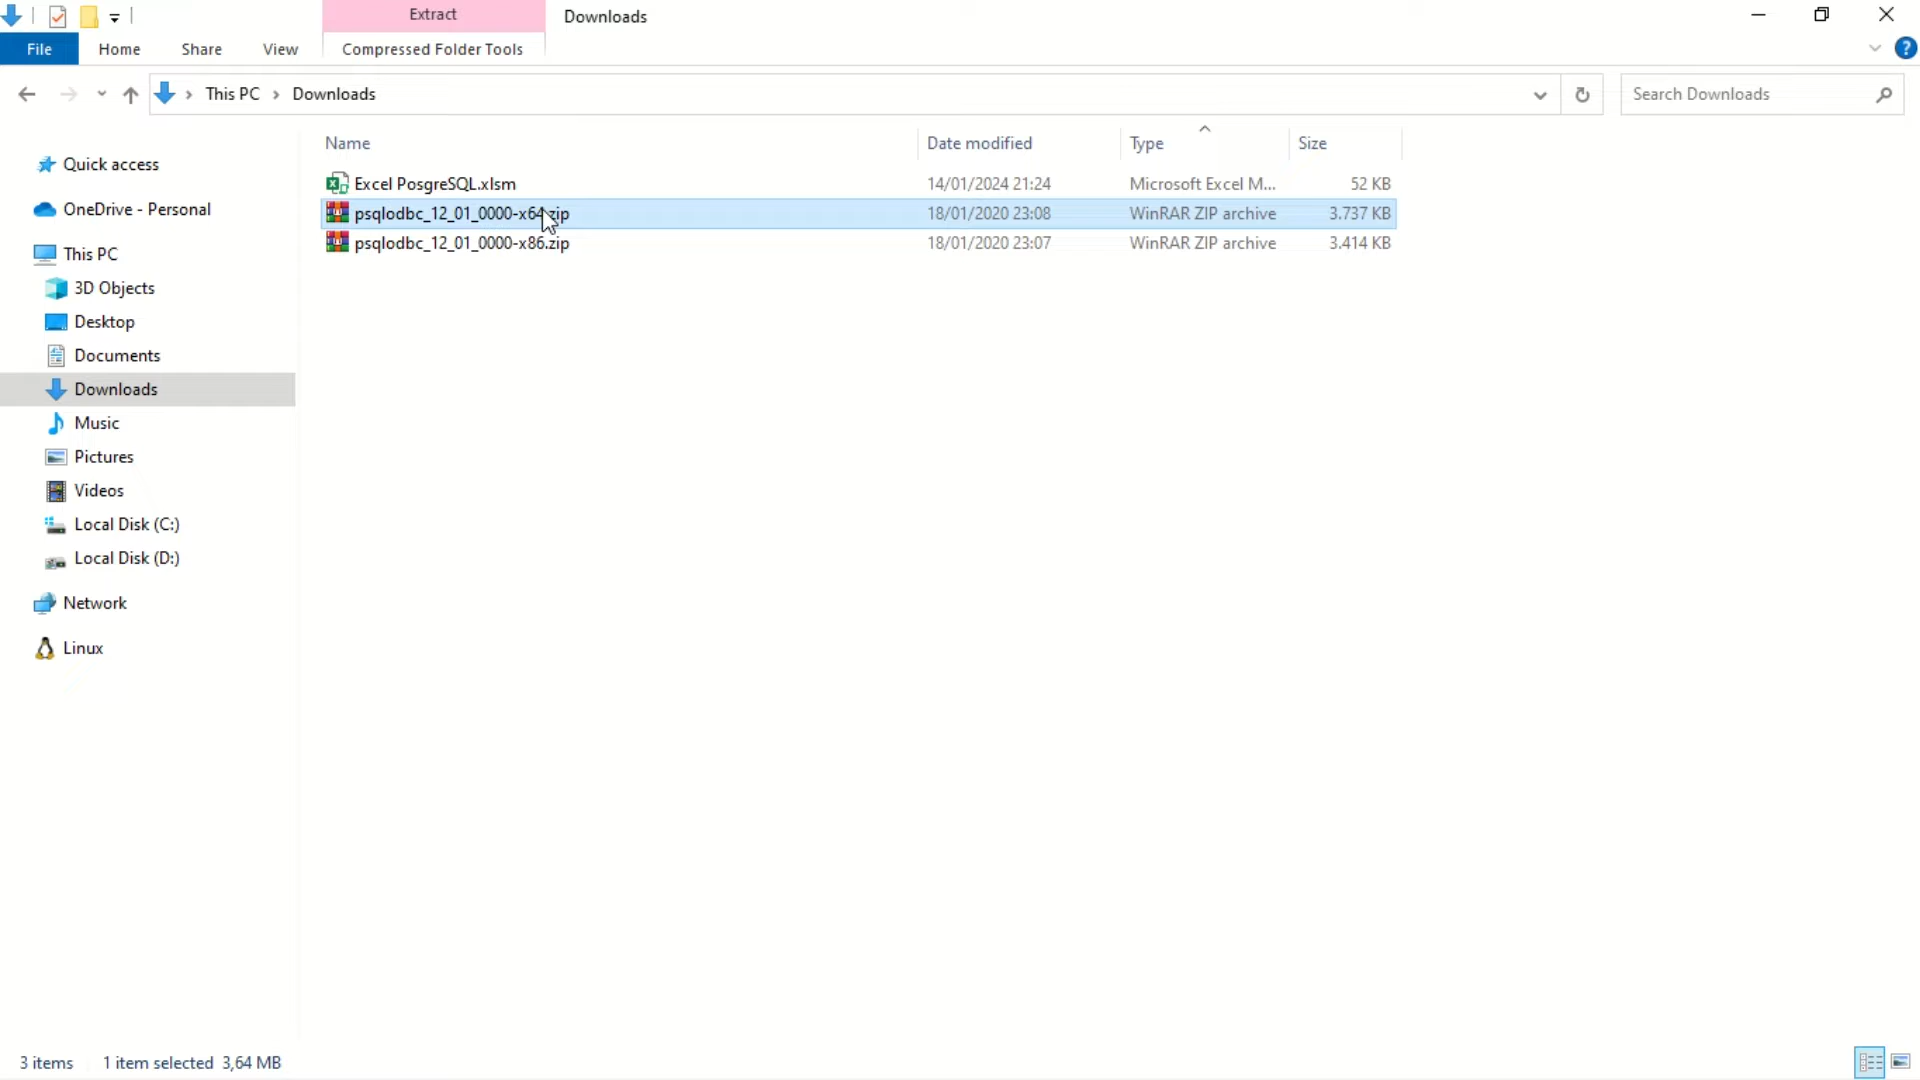 Extract
Downloads
File Home Share View Compressed Folder Tools
This PC Downloads
Search Downloads
Name Date modified Type Size
Excel PosgreSQL.xlsm 14/01/2024 21:24 Microsoft Excel M... 52 KB
psqlodbc_12_01_0000-x64.zip 18/01/2020 23:08 WinRAR ZIP archive 3.737 KB
psqlodbc_12_01_0000-x86.zip 18/01/2020 23:07 WinRAR ZIP archive 3.414 KB
Quick access
OneDrive - Personal
This PC
3D Objects
Desktop
Documents
Downloads
Music
Pictures
Videos
Local Disk (C:)
Local Disk (D:)
Network
Linux
3 items 1 item selected 3,64 MB